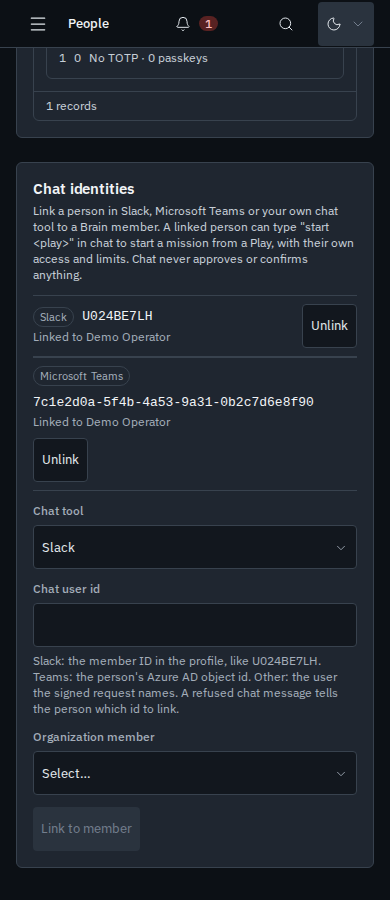 People
1
1 0 No TOTP · 0 passkeys
1 records
Chat identities
Link a person in Slack, Microsoft Teams or your own chat
tool to a Brain member. A linked person can type "start
<play>" in chat to start a mission from a Play, with their own
access and limits. Chat never approves or confirms
anything.
Slack U024BE7LH
Linked to Demo Operator
Unlink
Microsoft Teams
7c1e2d0a-5f4b-4a53-9a31-0b2c7d6e8f90
Linked to Demo Operator
Unlink
Chat tool
Slack
Chat user id
Slack: the member ID in the profile, like U024BE7LH.
Teams: the person's Azure AD object id. Other: the user
the signed request names. A refused chat message tells
the person which id to link.
Organization member
Select...
Link to member